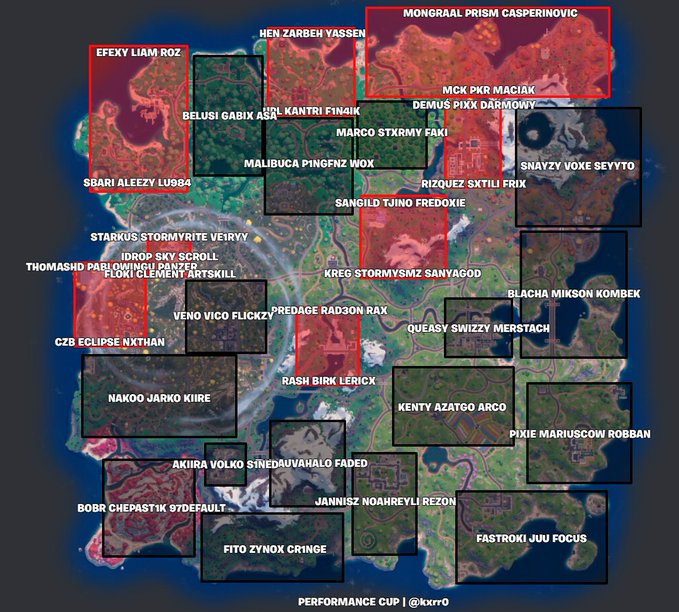 MONGRAAL PRISM CASPERINOVIC
HEN ZARBEH YASSEN
EFEXY LIAM ROZ
MCK PKR MACIAK
DEMUS PIXX DARMOWY
BELUSI GABIX ASA
KANTRI F1N4IK
MARCO STXRMY FAKI
MALIBUCA P1NGFNZ WOX
SNAYZY VOXE SEYYTO
SBARI ALEEZY LU984
RIZQUEZ SXTILI FRIX
SANGILD TJINO FREDOXIE
STARKUS STORMYRITE VE1RYY
IDROP SKY SCROLL
THOMASHD PABLOWINGU PANZER
FLOKI CLEMENT ARTSKILL
KREG STORMYSMZ SANYAGOD
BLACHA MIKSON KOMBEK
VENO VICO FLICKZY
PREDAGE RAD3ON RAX
QUEASY SWIZZY MERSTACH
CZB ECLIPSE NXTHAN
RASH BIRK LERICX
NAKOO JARKO KIIRE
KENTY AZATGO ARCO
PIXIE MARIUSCOW ROBBAN
AKIIRA VOLKO S1NED
AUVAHALO FADED
JANNISZ NOAHREYLI REZON
BOBR CHEPAST1K 97DEFAULT
FASTROKI JUU FOCUS
FITO ZYNOX CR1NGE
PERFORMANCE CUP | @kxrr0